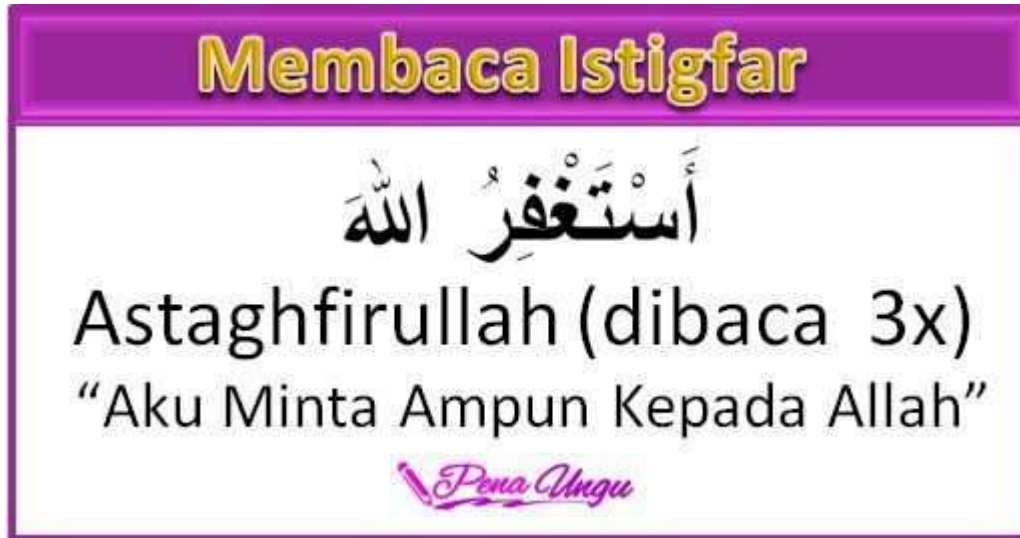 Membaca Istigfar
أَسْتَغْفِرُ اللهَ
Astaghfirullah (dibaca 3x)
“Aku Minta Ampun Kepada Allah”
Pena Ungu